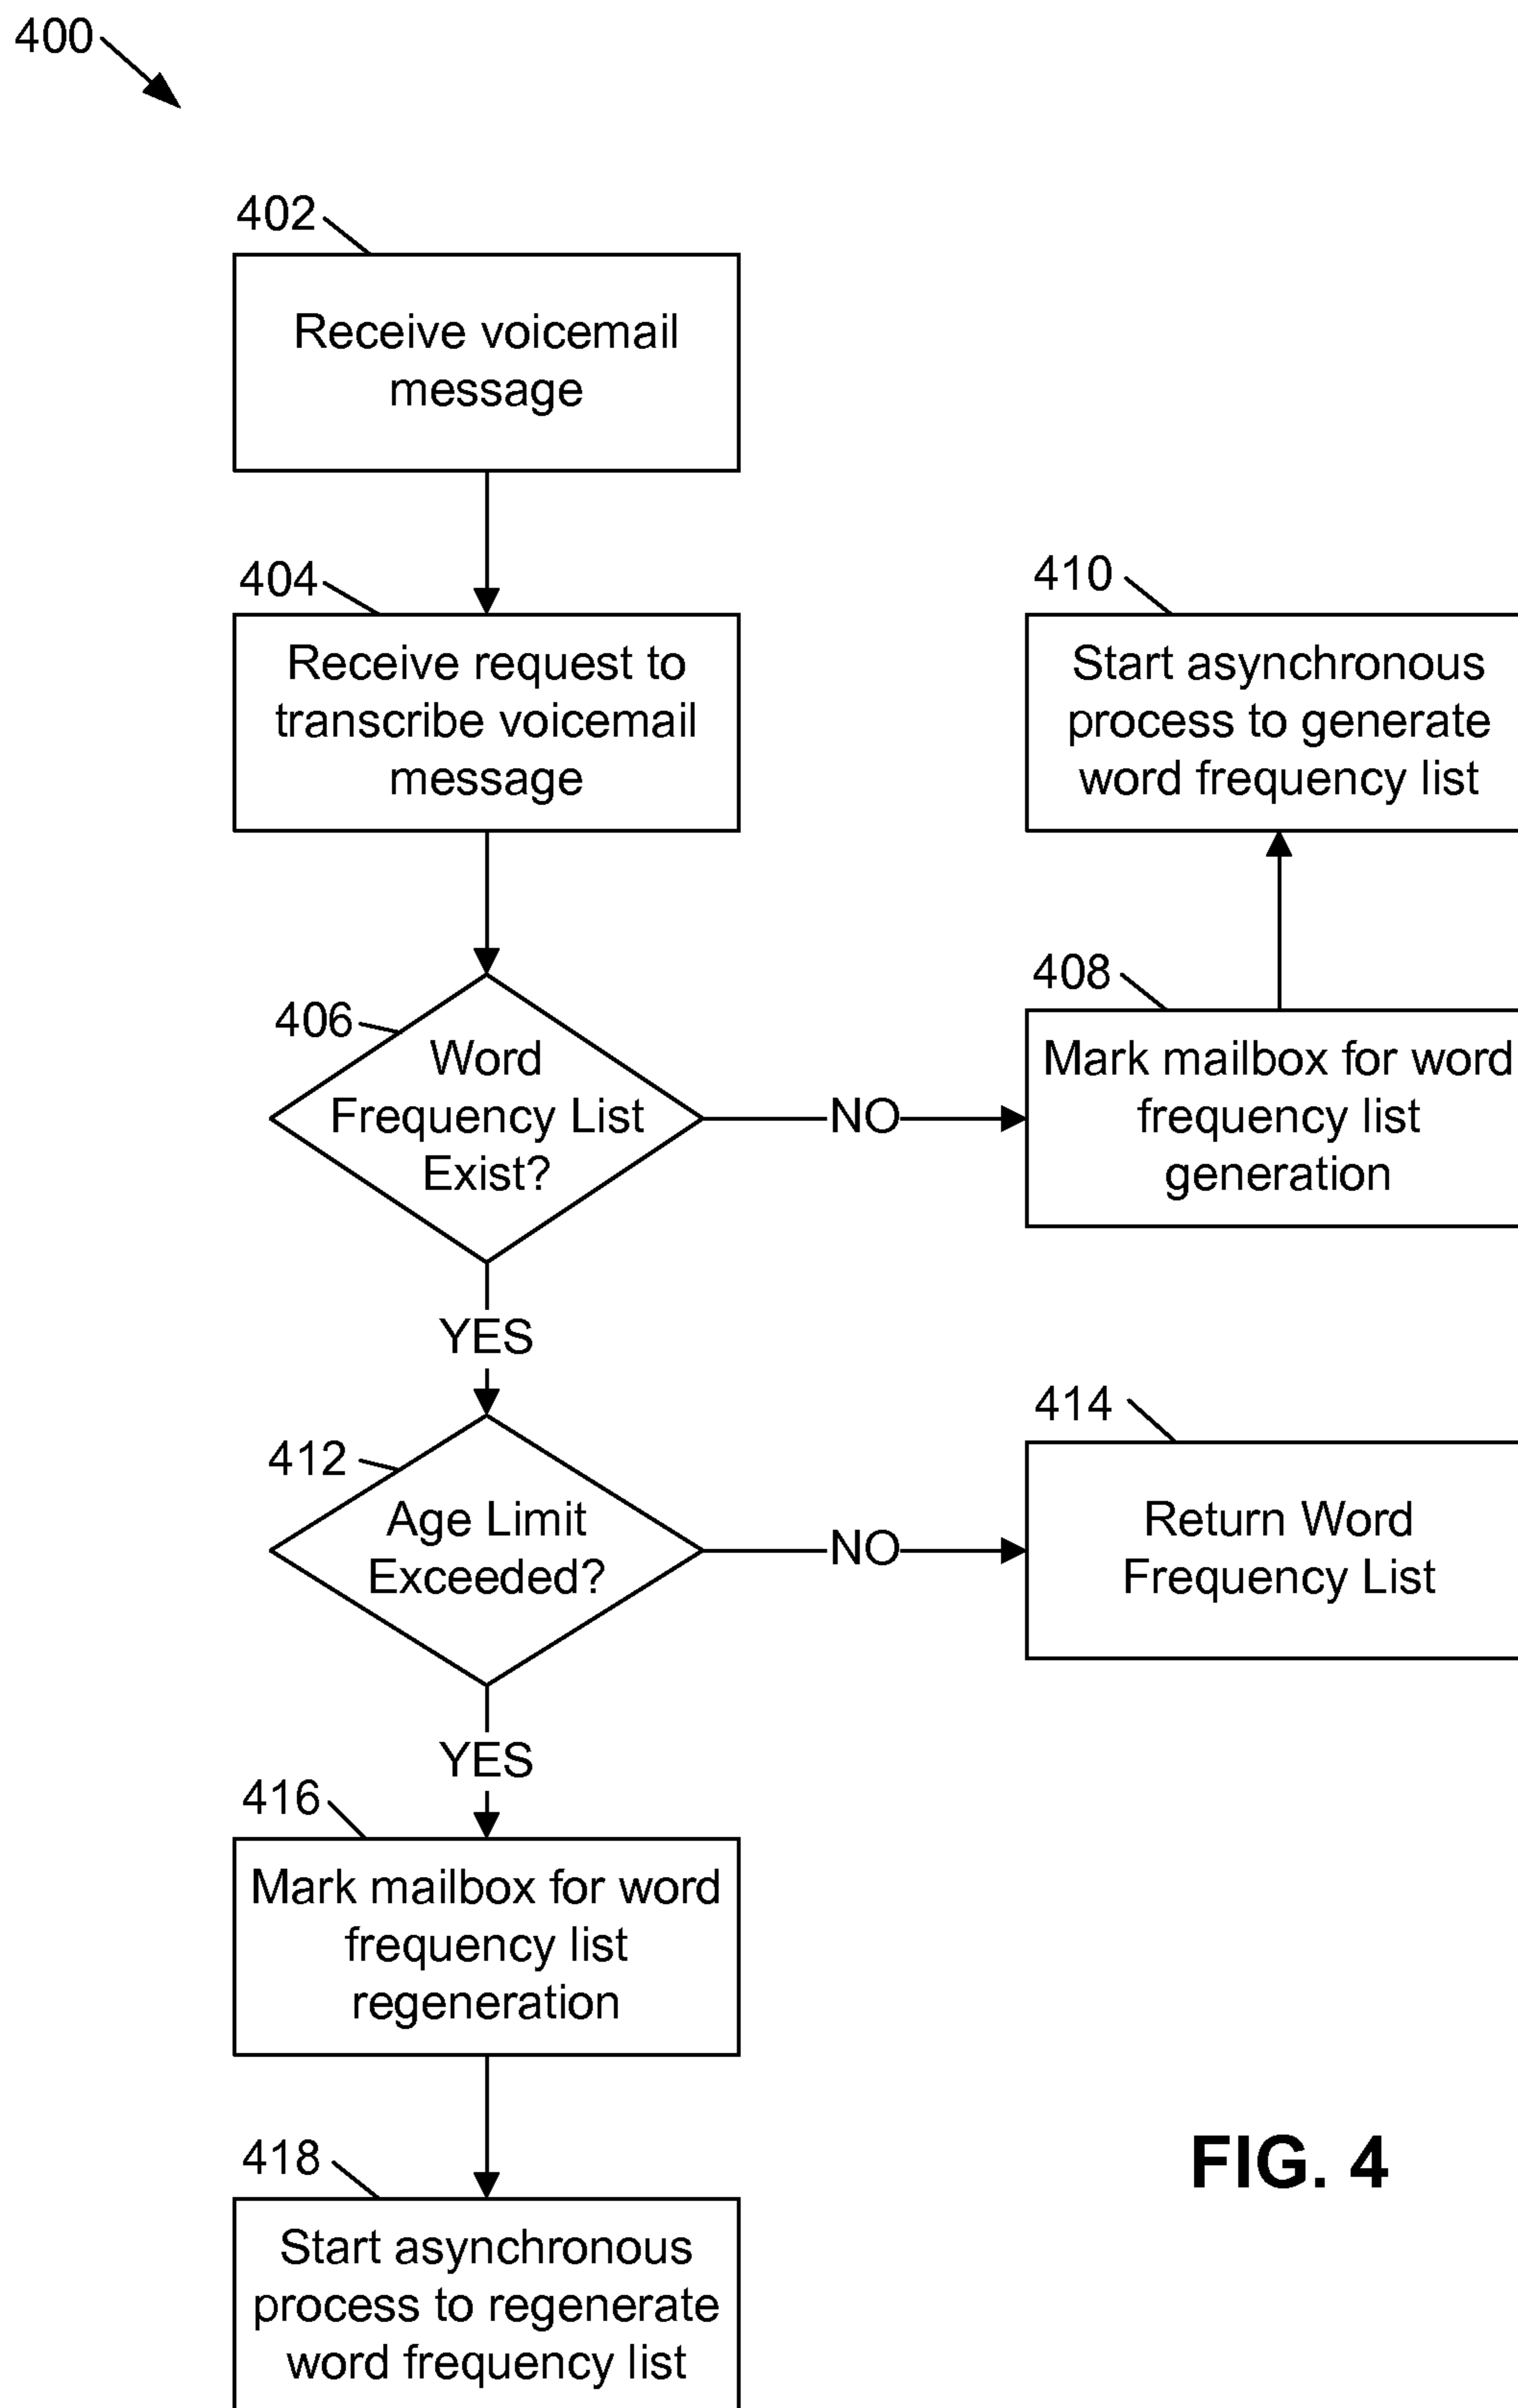 400
402
Receive voicemail
message
404
Receive request to
transcribe voicemail
message
410
Start asynchronous
process to generate
word frequency list
406
Word
Frequency List
Exist?
NO
408
Mark mailbox for word
frequency list
generation
YES
412
Age Limit
Exceeded?
NO
414
Return Word
Frequency List
YES
416
Mark mailbox for word
frequency list
regeneration
418
Start asynchronous
process to regenerate
word frequency list
FIG. 4